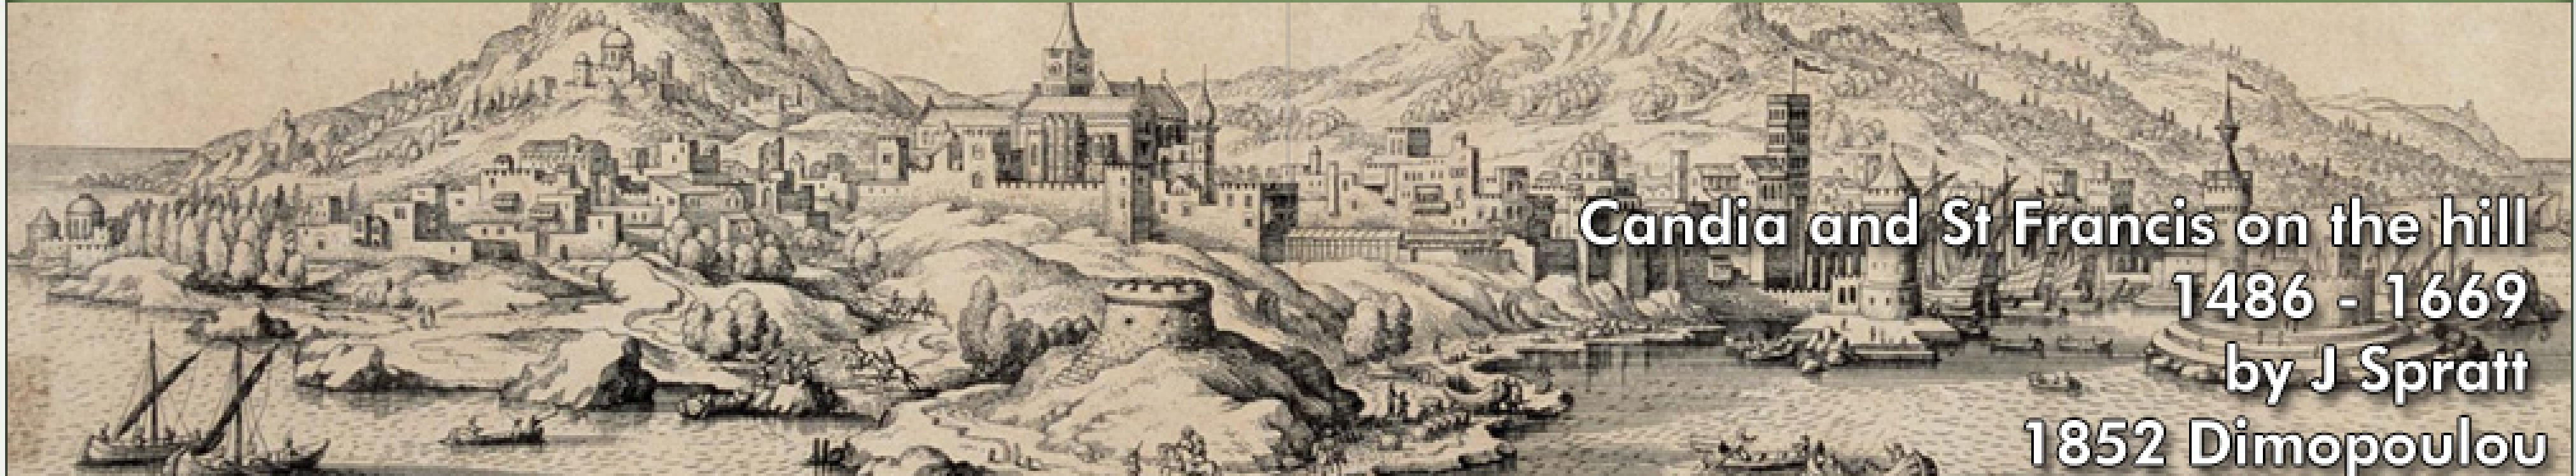 Candia and St Francis on the hill
1486 - 1669
by J Spratt
1852 Dimopoulou